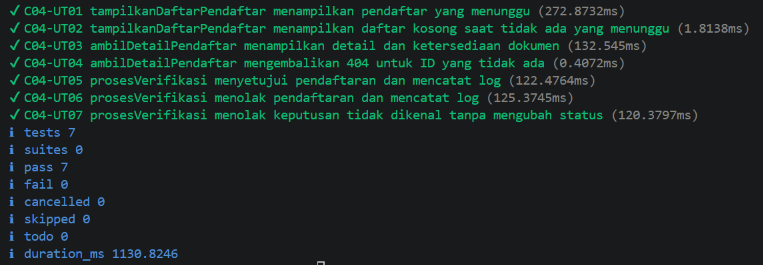 ✓ C04-UT01 tampilkanDaftarPendaftar menampilkan pendaftar yang menunggu (272.8732ms)
✓ C04-UT02 tampilkanDaftarPendaftar menampilkan daftar kosong saat tidak ada yang menunggu (1.8138ms)
✓ C04-UT03 ambilDetailPendaftar menampilkan detail dan ketersediaan dokumen (132.545ms)
✓ C04-UT04 ambilDetailPendaftar mengembalikan 404 untuk ID yang tidak ada (0.4072ms)
✓ C04-UT05 prosesVerifikasi menyetujui pendaftaran dan mencatat log (122.4764ms)
✓ C04-UT06 prosesVerifikasi menolak pendaftaran dan mencatat log (125.3745ms)
✓ C04-UT07 prosesVerifikasi menolak keputusan tidak dikenal tanpa mengubah status (120.3797ms)
ℹ tests 7
ℹ suites 0
ℹ pass 7
ℹ fail 0
ℹ cancelled 0
ℹ skipped 0
ℹ todo 0
ℹ duration_ms 1130.8246